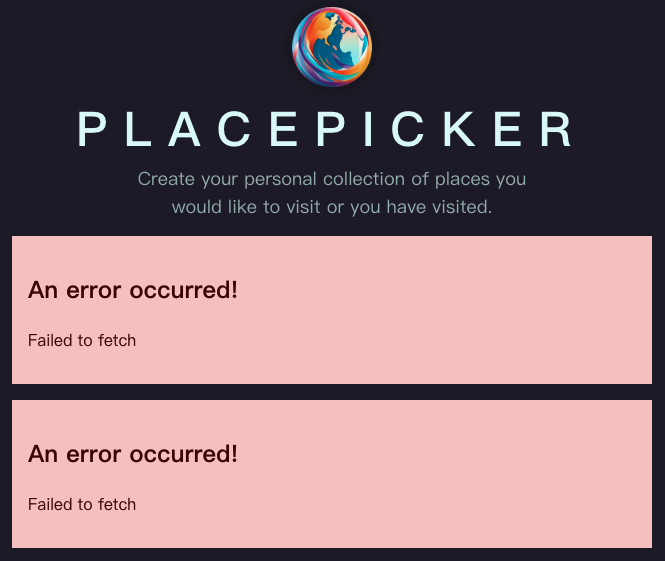 PLACEPICKER
Create your personal collection of places you
would like to visit or you have visited.
An error occurred!
Failed to fetch
An error occurred!
Failed to fetch